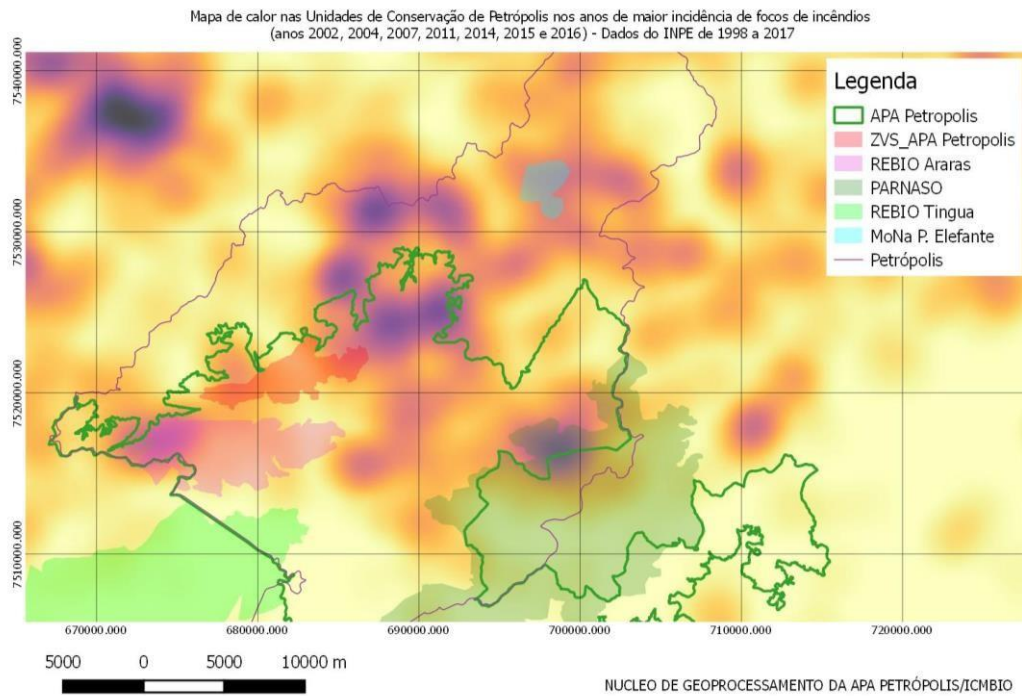 Mapa de calor nas Unidades de Conservação de Petrópolis nos anos de maior incidência de focos de incêndios
(anos 2002, 2004, 2007, 2011, 2014, 2015 e 2016) - Dados do INPE de 1998 a 2017
Legenda
APA Petropolis
ZVS_APA Petropolis
REBIO Araras
PARNASO
REBIO Tingua
MoNa P. Elefante
Petrópolis
7540000.000
7530000.000
7520000.000
7510000.000
670000.000 680000.000 690000.000 700000.000 710000.000 720000.000
5000 0 5000 10000 m
NUCLEO DE GEOPROCESSAMENTO DA APA PETRÓPOLIS/ICMBIO